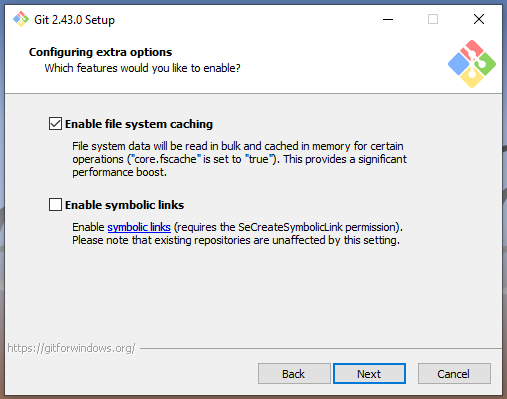 Git 2.43.0 Setup
Configuring extra options
Which features would you like to enable?
Enable file system caching
File system data will be read in bulk and cached in memory for certain
operations ("core.fscache" is set to "true"). This provides a significant
performance boost.
Enable symbolic links
Enable symbolic links (requires the SeCreateSymbolicLink permission).
Please note that existing repositories are unaffected by this setting.
https://gitforwindows.org/
Back
Next
Cancel